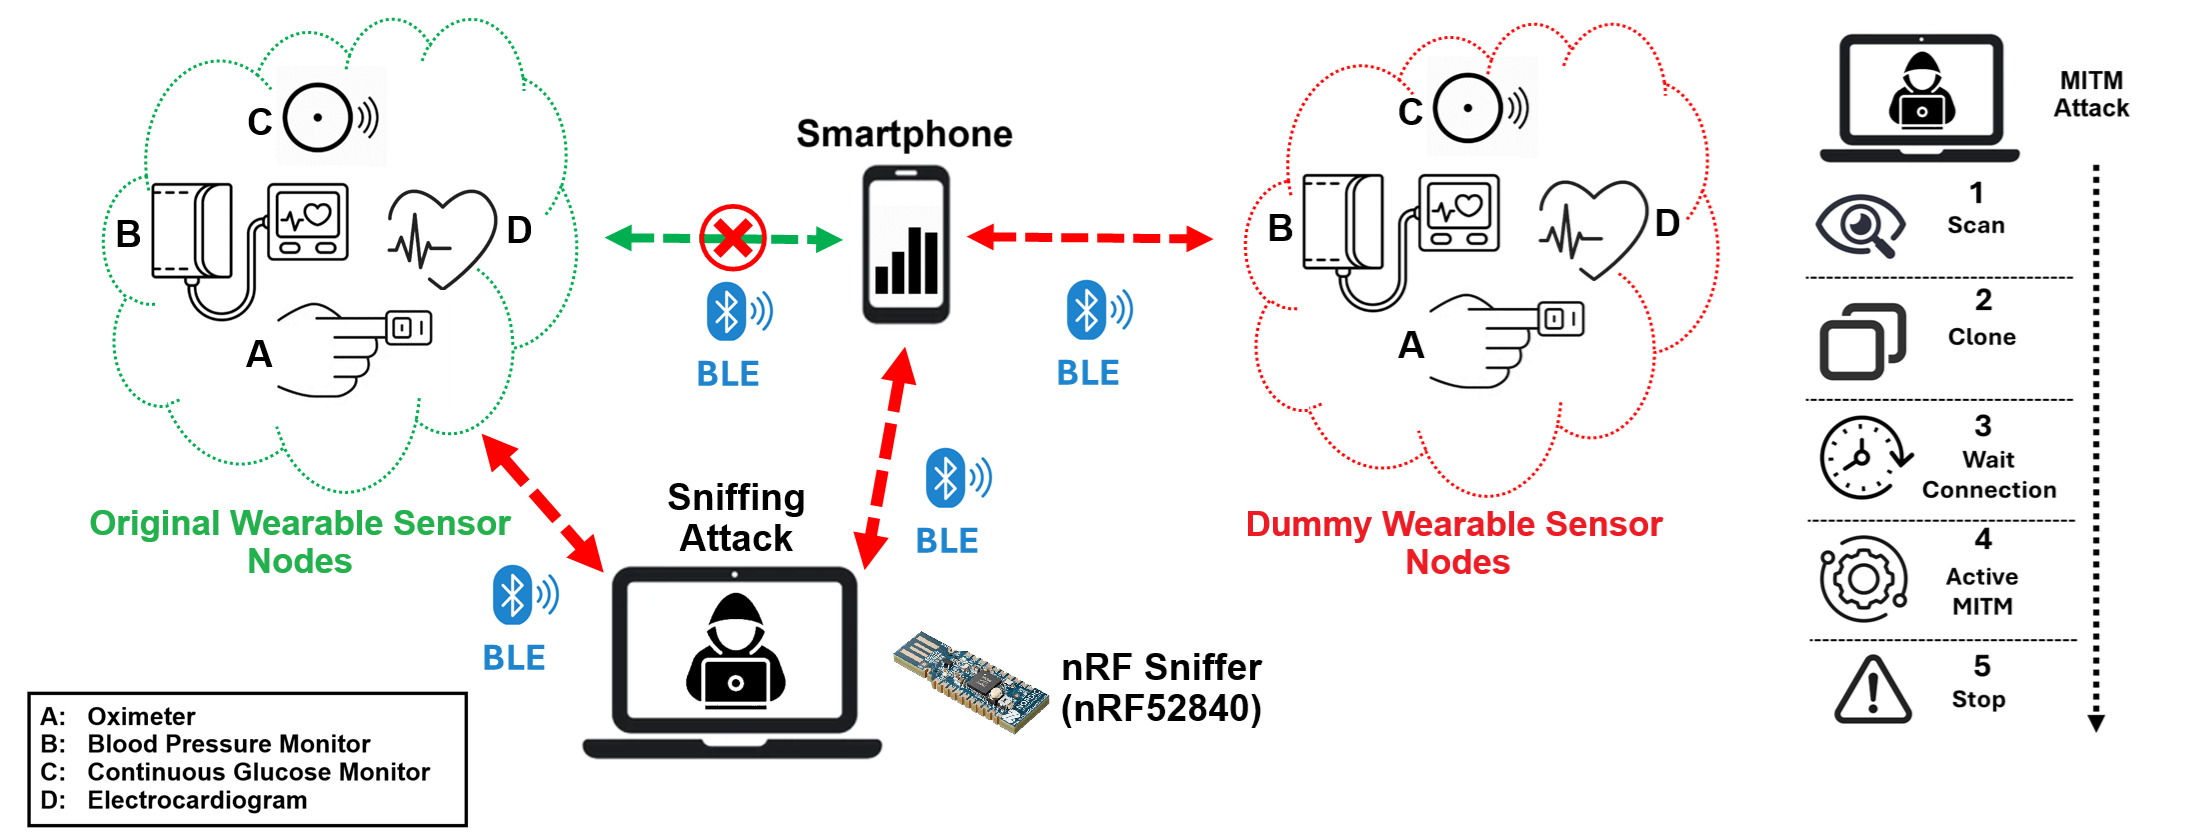 C
B
D
A
Original Wearable Sensor
Nodes
Smartphone
BLE
BLE
BLE
BLE
Sniffing
Attack
nRF Sniffer
(nRF52840)
C
B
D
A
Dummy Wearable Sensor
Nodes
A: Oximeter
B: Blood Pressure Monitor
C: Continuous Glucose Monitor
D: Electrocardiogram
MITM
Attack
1
Scan
2
Clone
3
Wait
Connection
4
Active
MITM
5
Stop